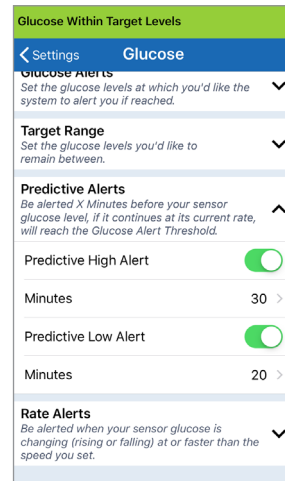 Glucose Within Target Levels
Settings
Glucose
Glucose Alerts
Set the glucose levels at which you'd like the
system to alert you if reached.
Target Range
Set the glucose levels you'd like to
remain between.
Predictive Alerts
Be alerted X Minutes before your sensor
glucose level, if it continues at its current rate,
will reach the Glucose Alert Threshold.
Predictive High Alert
Minutes 30
Predictive Low Alert
Minutes 20
Rate Alerts
Be alerted when your sensor glucose is
changing (rising or falling) at or faster than the
speed you set.